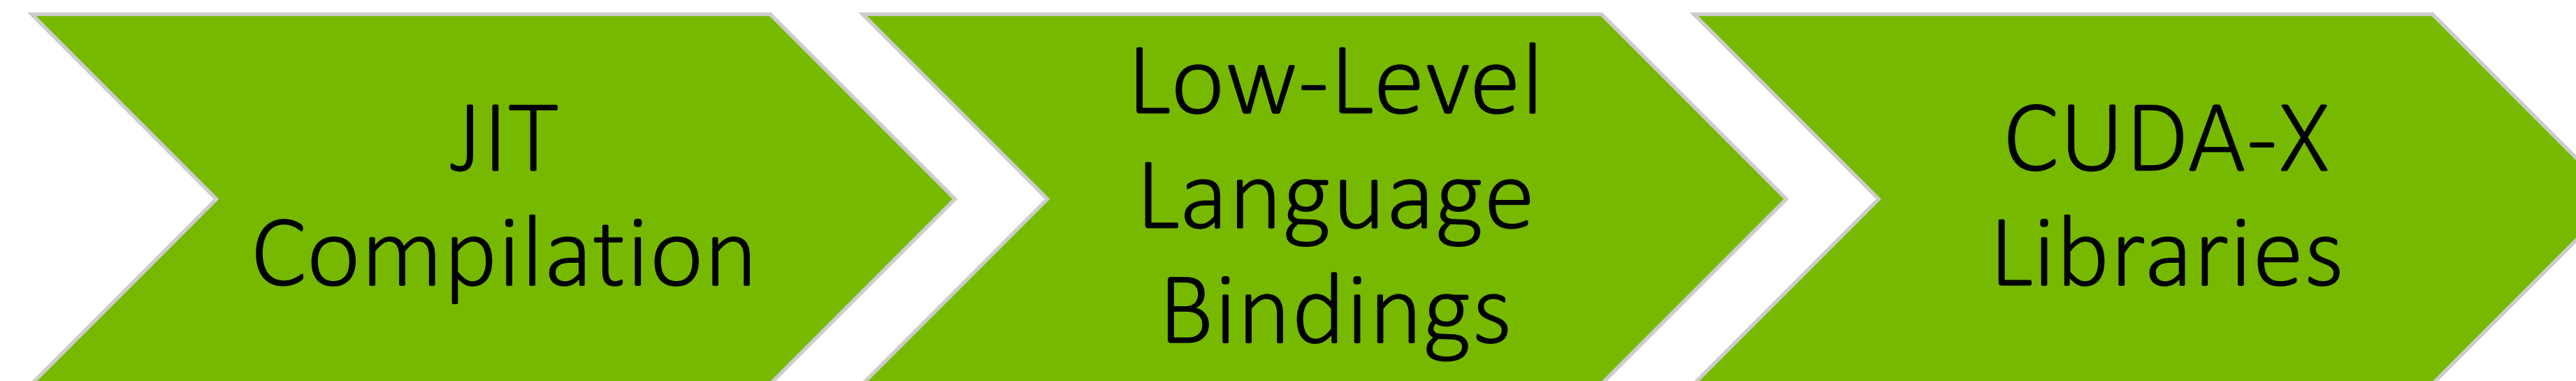 JIT
Compilation
Low-Level
Language
Bindings
CUDA-X
Libraries